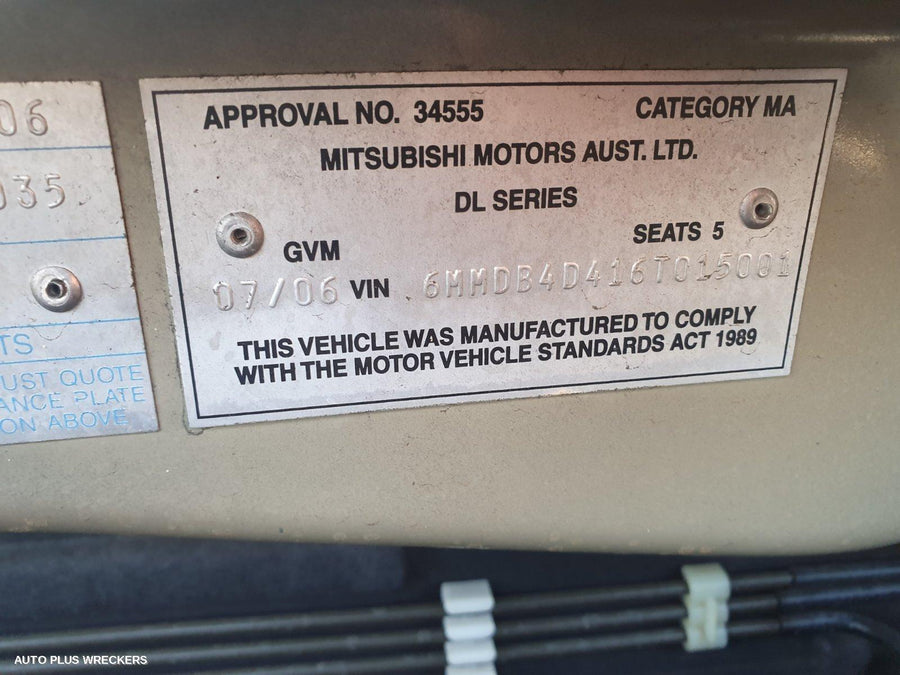 06
035
TS
UST QUOTE
ANCE PLATE
ON ABOVE
APPROVAL NO. 34555 CATEGORY MA
MITSUBISHI MOTORS AUST. LTD.
DL SERIES
GVM SEATS 5
07/06 VIN 6MMDB4D416T015001
THIS VEHICLE WAS MANUFACTURED TO COMPLY
WITH THE MOTOR VEHICLE STANDARDS ACT 1989
AUTO PLUS WRECKERS